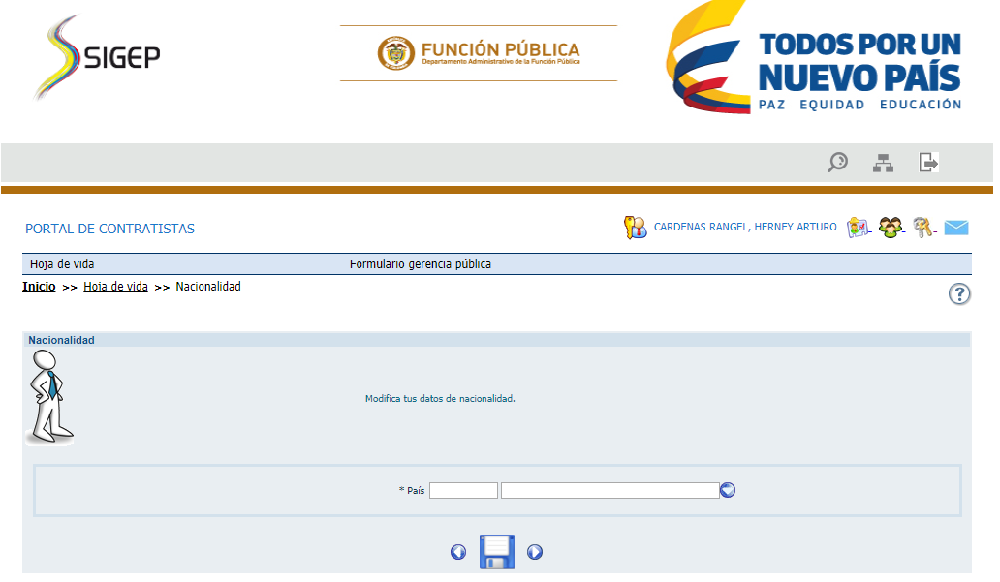 SIGEP
FUNCIÓN PÚBLICA
Departamento Administrativo de la Función Pública
TODOS POR UN
NUEVO PAÍS
PAZ EQUIDAD EDUCACIÓN
PORTAL DE CONTRATISTAS
CARDENAS RANGEL, HERNEY ARTURO
Hoja de vida
Formulario gerencia pública
Inicio >> Hoja de vida >> Nacionalidad
?
Nacionalidad
Modifica tus datos de nacionalidad.
* País